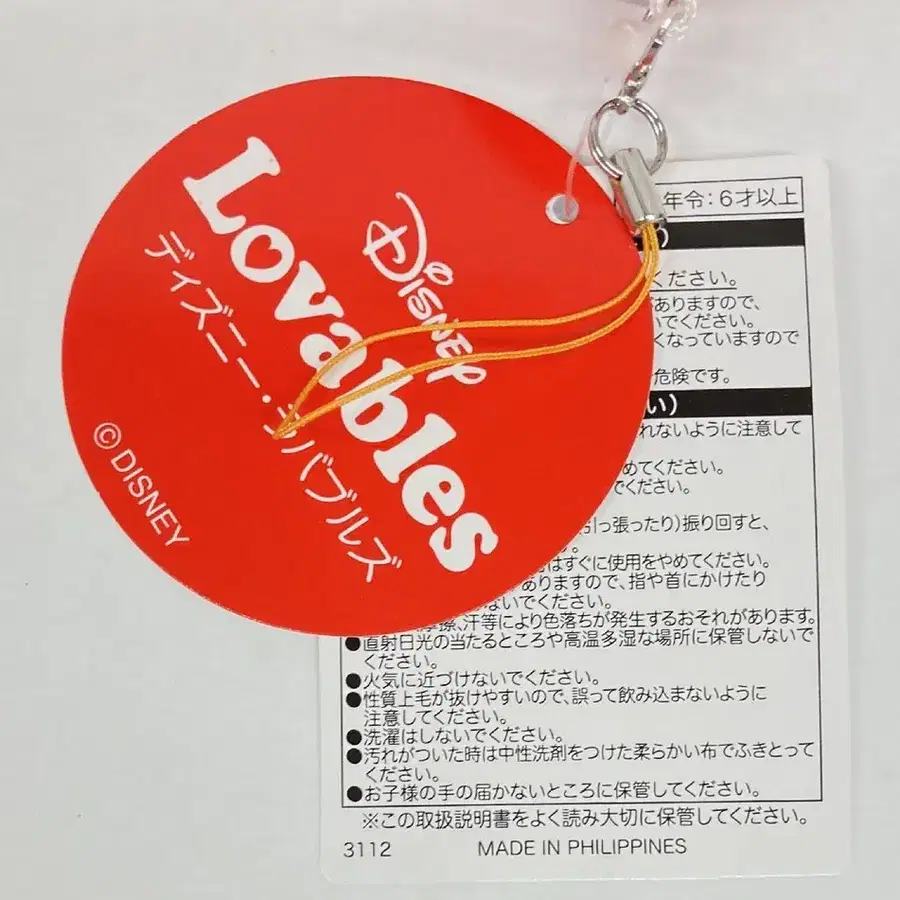 Disney
Lovables
ディズニー・ラバブルズ
©DISNEY
年令：6才以上
ください。
がありますので、
いでください。
くなっていますので
危険です。
い）
れないように注意して
めてください。
でください。
引っ張ったり）振り回すと、
はすぐに使用をやめてください。
ありますので、指や首にかけたり
ないでください。
摩擦、汗等により色落ちが発生するおそれがあります。
●直射日光の当たるところや高温多湿な場所に保管しないで
ください。
●火気に近づけないでください。
●性質上毛が抜けやすいので、誤って飲み込まないように
注意してください。
●洗濯はしないでください。
●汚れがついた時は中性洗剤をつけた柔らかい布でふきとって
ください。
●お子様の手の届かないところに保管してください。
※この取扱説明書をよく読み大切に保管してください。
3112 MADE IN PHILIPPINES